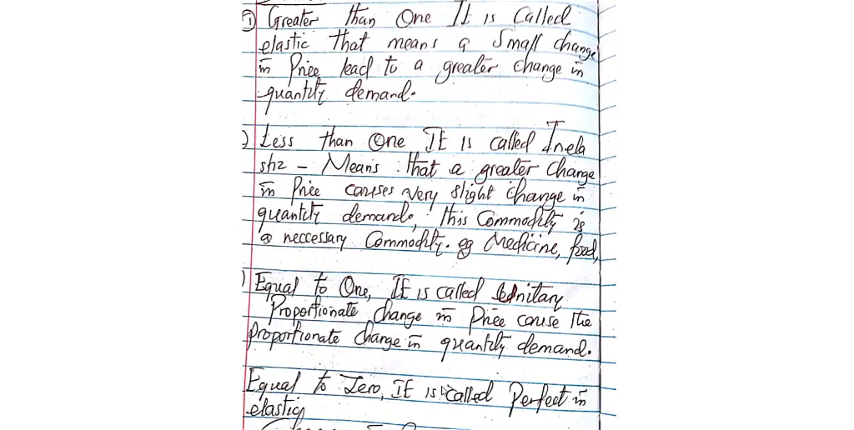 ① Greater than One It is Called
elastic that means a Small change
in Price lead to a greater change in
quantity demand.
) Less than One, It is called Inela
stiz – Means that a greater Change
in Price causes very slight change in
quantity demand, this Commodity is
a neccessary Commodity. eg Medicine, food,
) Equal to One, It is called Unitary
Proportionate change in Price cause the
proportionate change in quantity demand.
Equal to Zero, It is called Perfect in
elastic